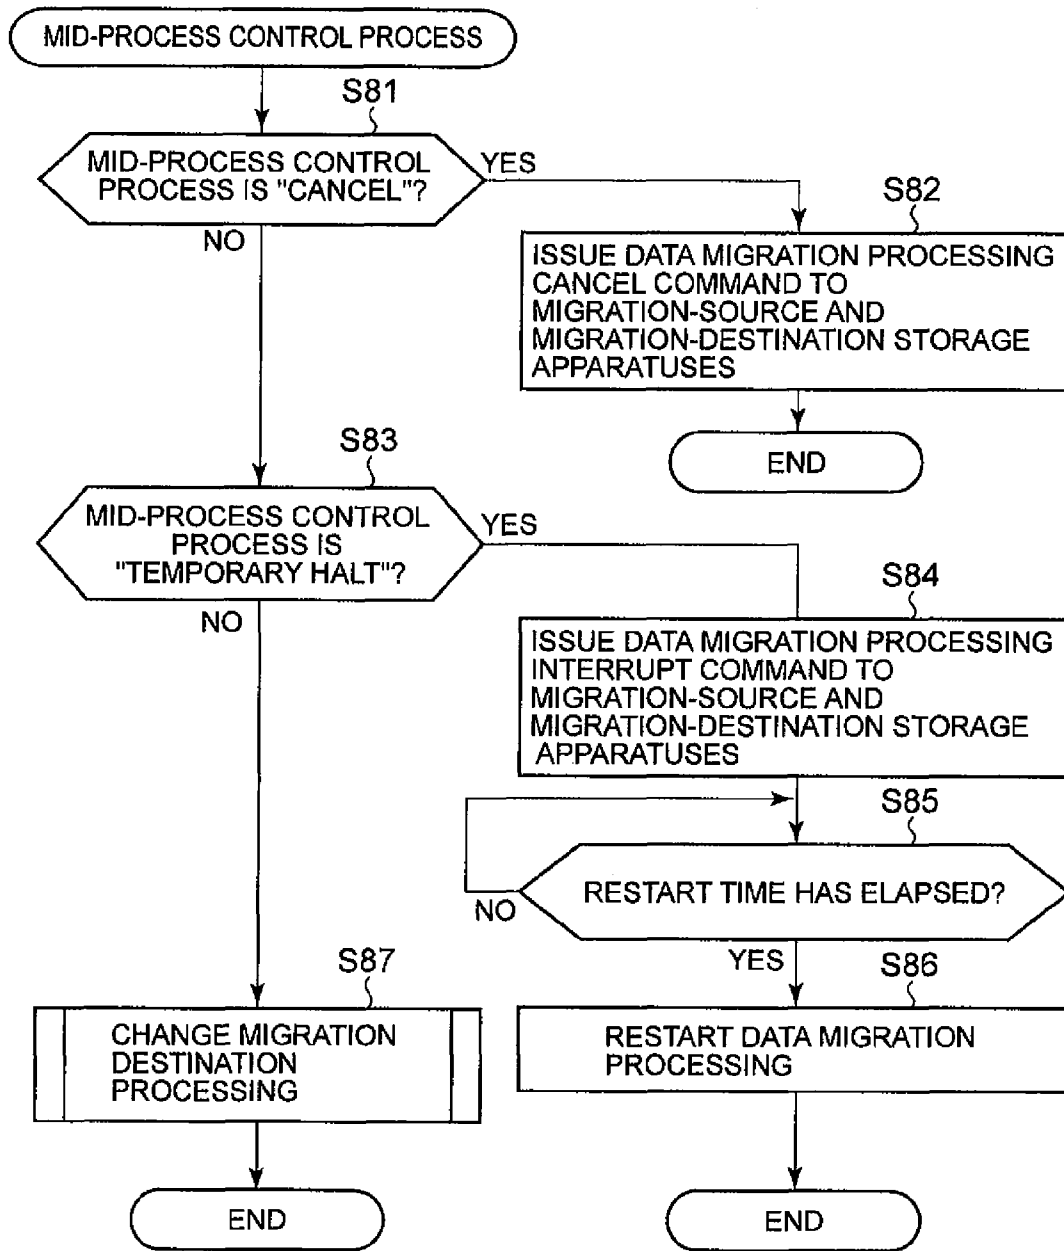 MID-PROCESS CONTROL PROCESS
S81
MID-PROCESS CONTROL
PROCESS IS "CANCEL"?
YES
NO
S82
ISSUE DATA MIGRATION PROCESSING
CANCEL COMMAND TO
MIGRATION-SOURCE AND
MIGRATION-DESTINATION STORAGE
APPARATUSES
END
S83
MID-PROCESS CONTROL
PROCESS IS
"TEMPORARY HALT"?
YES
NO
S84
ISSUE DATA MIGRATION PROCESSING
INTERRUPT COMMAND TO
MIGRATION-SOURCE AND
MIGRATION-DESTINATION STORAGE
APPARATUSES
S85
RESTART TIME HAS ELAPSED?
NO
YES
S86
RESTART DATA MIGRATION
PROCESSING
END
S87
CHANGE MIGRATION
DESTINATION
PROCESSING
END